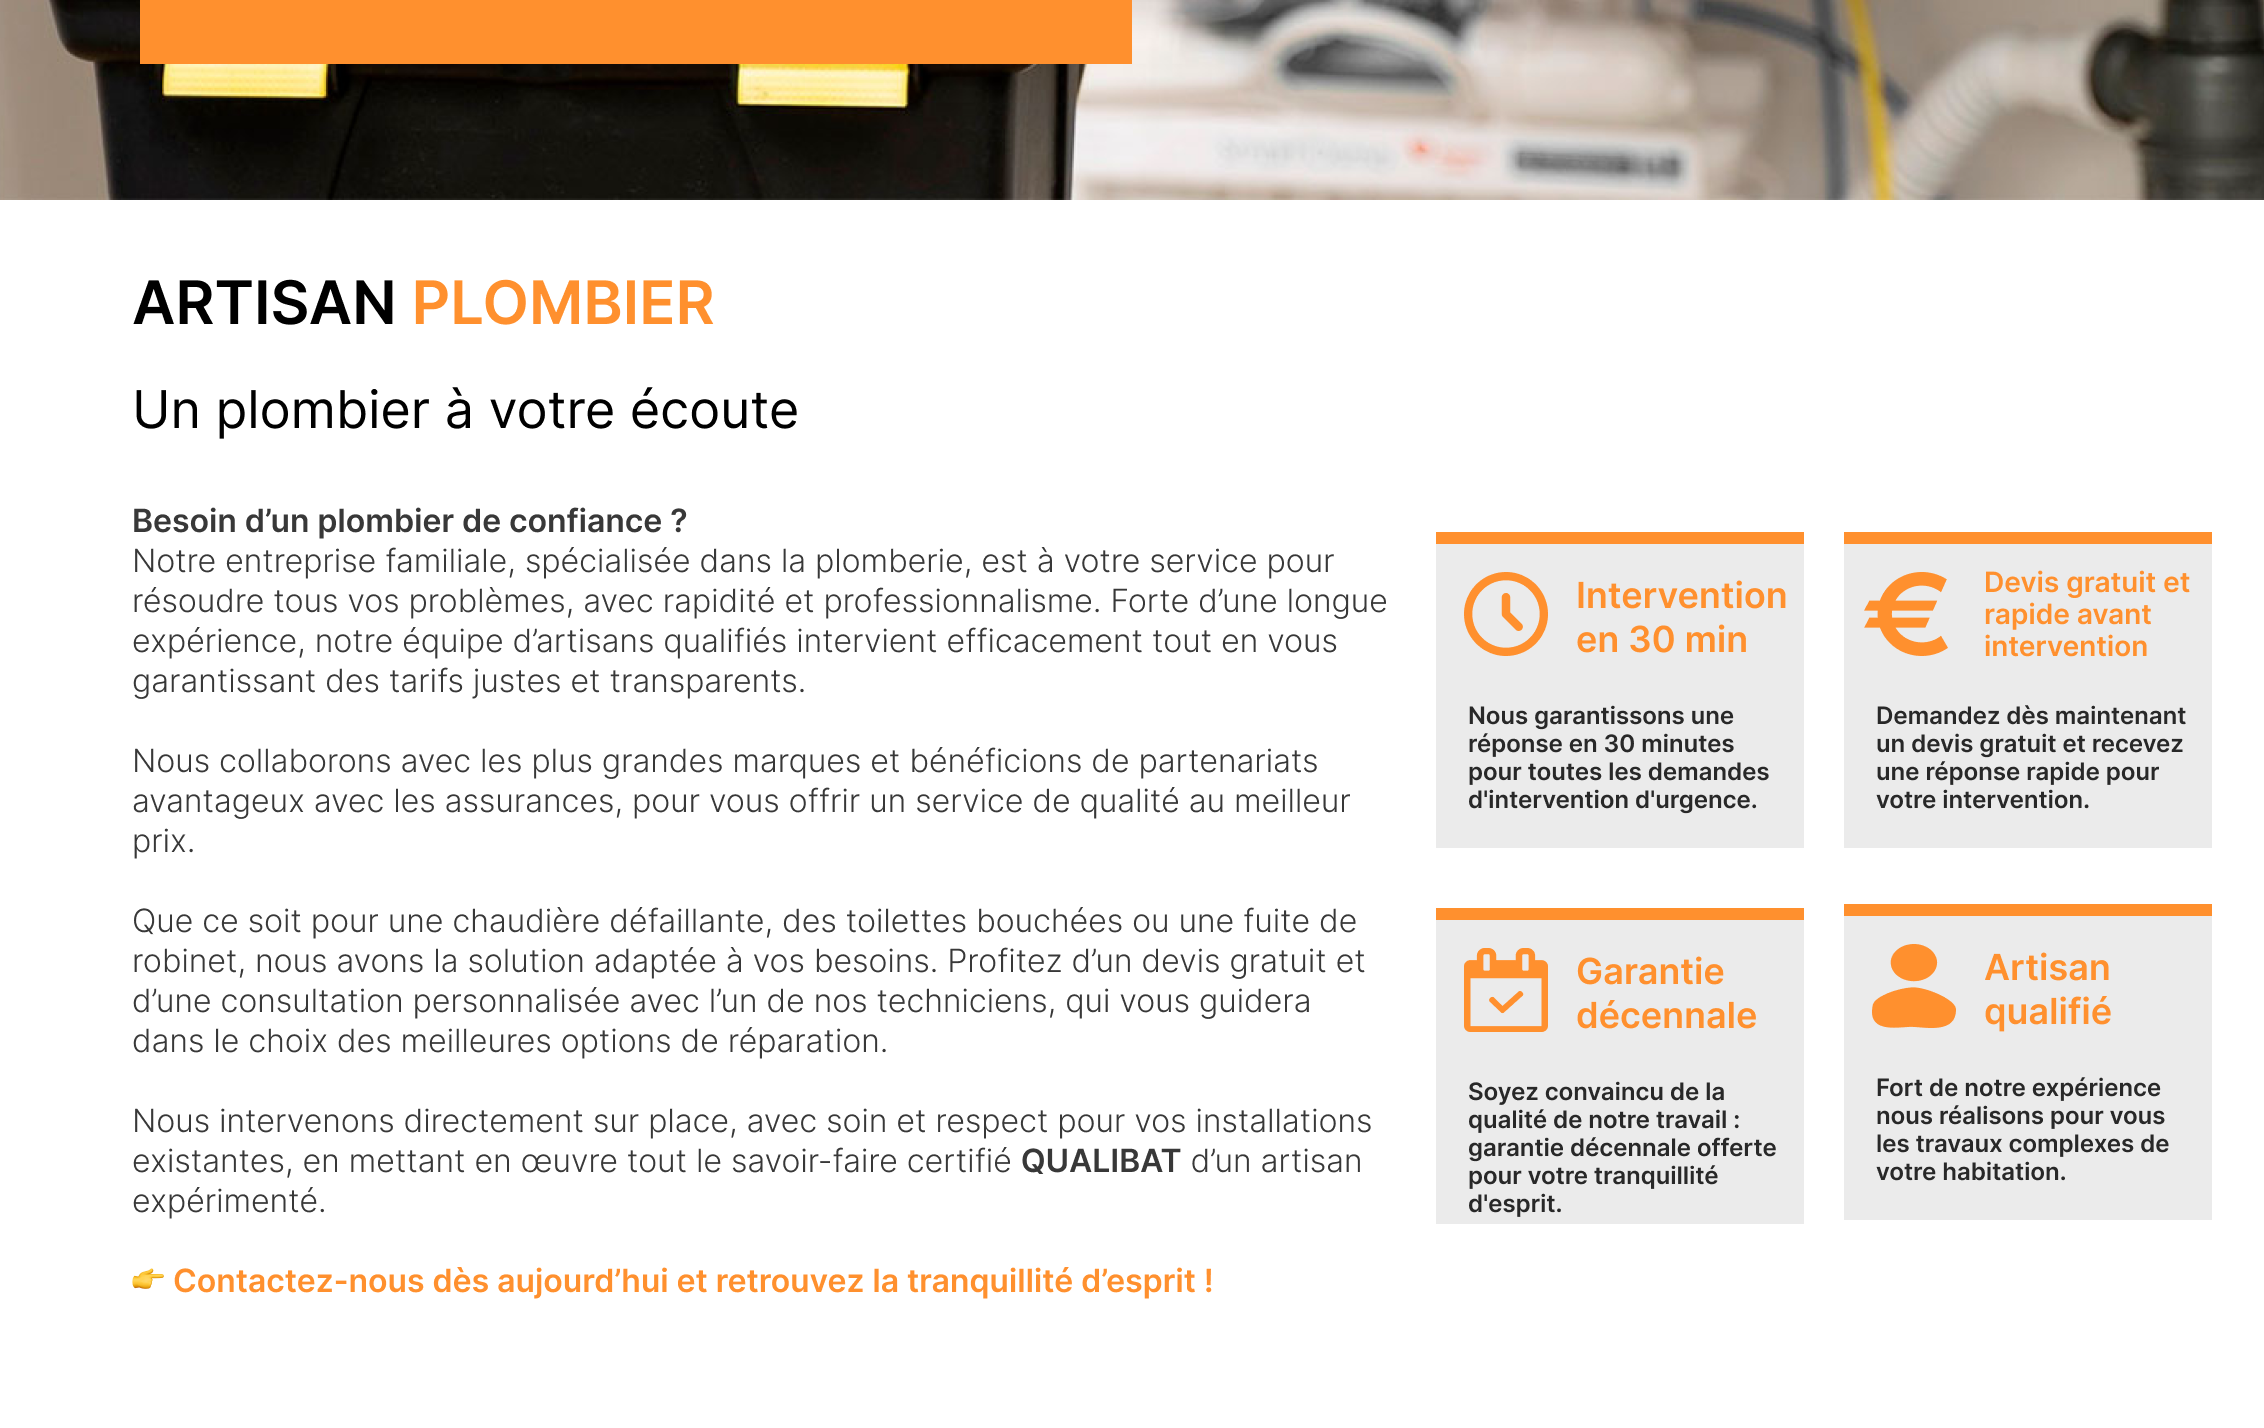 ARTISAN PLOMBIER
Un plombier à votre écoute
Besoin d’un plombier de confiance ?
Notre entreprise familiale, spécialisée dans la plomberie, est à votre service pour
résoudre tous vos problèmes, avec rapidité et professionnalisme. Forte d’une longue
expérience, notre équipe d’artisans qualifiés intervient efficacement tout en vous
garantissant des tarifs justes et transparents.
Nous collaborons avec les plus grandes marques et bénéficions de partenariats
avantageux avec les assurances, pour vous offrir un service de qualité au meilleur
prix.
Que ce soit pour une chaudière défaillante, des toilettes bouchées ou une fuite de
robinet, nous avons la solution adaptée à vos besoins. Profitez d’un devis gratuit et
d’une consultation personnalisée avec l’un de nos techniciens, qui vous guidera
dans le choix des meilleures options de réparation.
Nous intervenons directement sur place, avec soin et respect pour vos installations
existantes, en mettant en œuvre tout le savoir-faire certifié QUALIBAT d’un artisan
expérimenté.
👉 Contactez-nous dès aujourd’hui et retrouvez la tranquillité d’esprit !
Intervention
en 30 min
Nous garantissons une
réponse en 30 minutes
pour toutes les demandes
d'intervention d'urgence.
Devis gratuit et
rapide avant
intervention
Demandez dès maintenant
un devis gratuit et recevez
une réponse rapide pour
votre intervention.
Garantie
décennale
Soyez convaincu de la
qualité de notre travail :
garantie décennale offerte
pour votre tranquillité
d'esprit.
Artisan
qualifié
Fort de notre expérience
nous réalisons pour vous
les travaux complexes de
votre habitation.